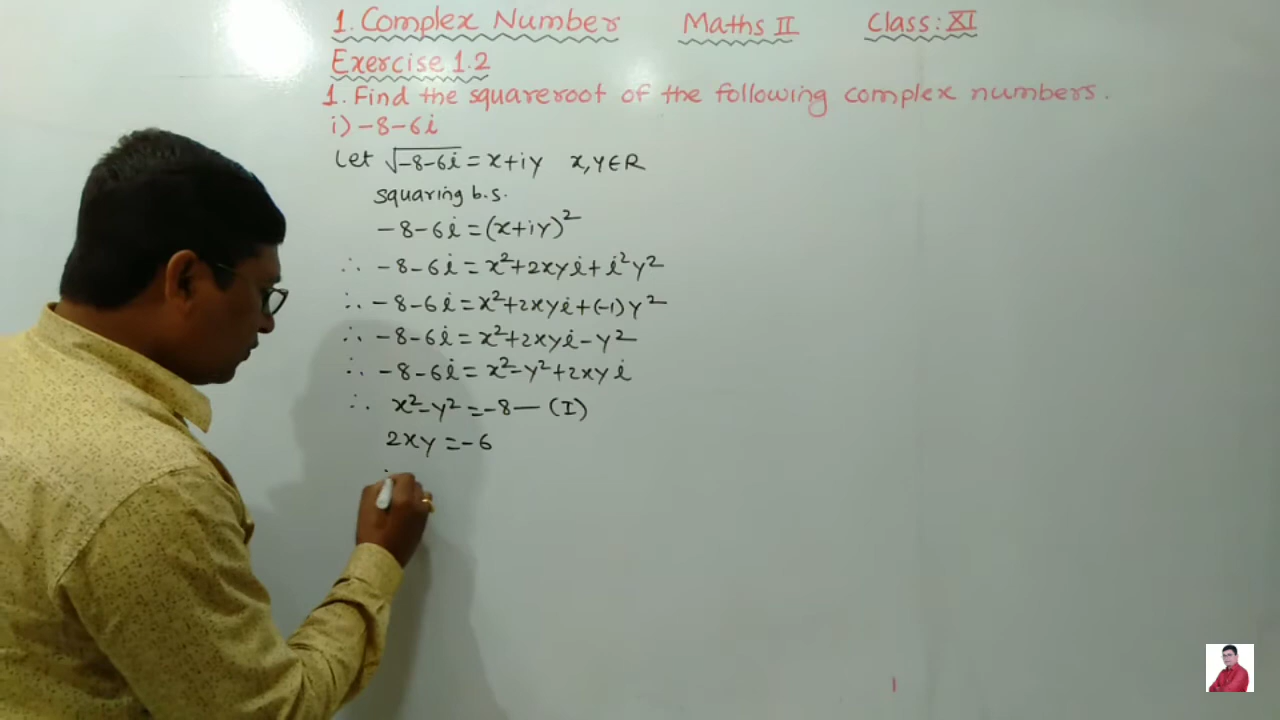 1. Complex Number Maths II Class: XI
Exercise 1.2
1. Find the squareroot of the following complex numbers.
i) -8-6i
Let √-8-6i = x+iy x,y∈R
squaring b.s.
-8-6i = (x+iy)²
∴ -8-6i = x²+2xyi+i²y²
∴ -8-6i = x²+2xyi+(-1)y²
∴ -8-6i = x²+2xyi-y²
∴ -8-6i = x²-y²+2xyi
∴ x²-y² = -8 — (I)
2xy = -6